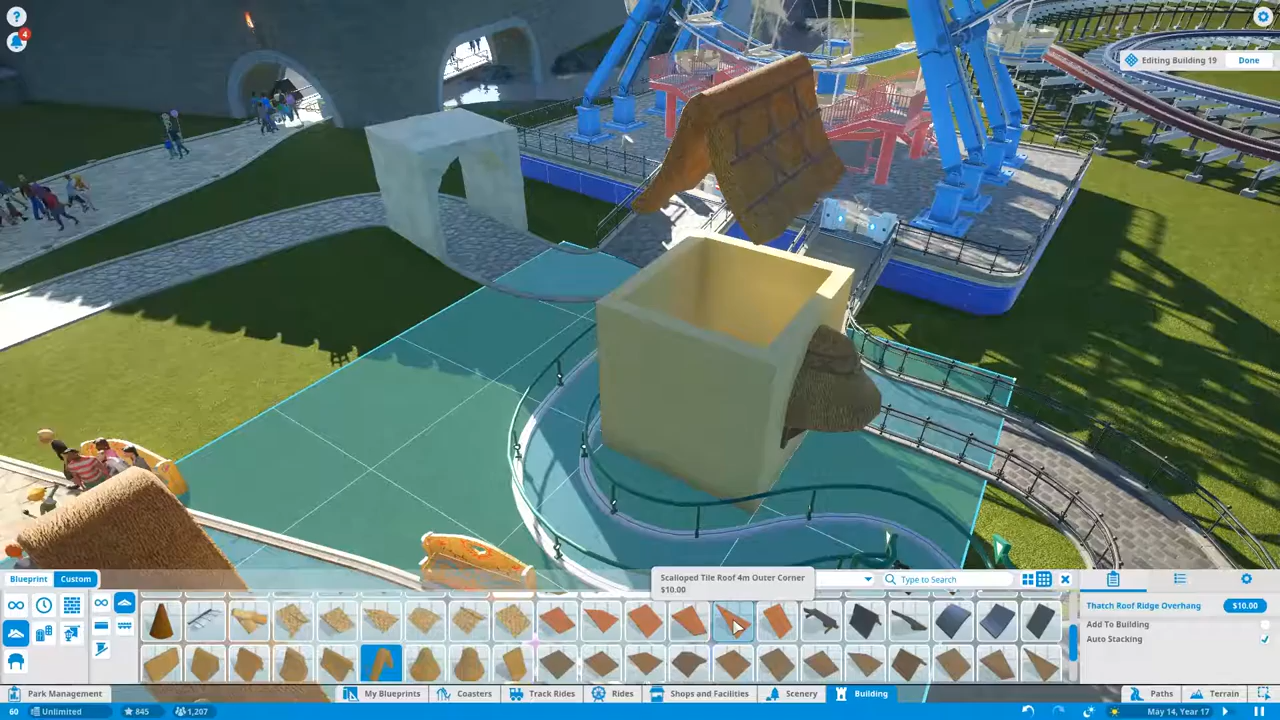 ?
4
Editing Building 19
Done
Scalloped Tile Roof 4m Outer Corner
$10.00
Blueprint
Custom
Type to Search
Thatch Roof Ridge Overhang
$10.00
Add To Building
Auto Stacking
Park Management
My Blueprints
Coasters
Track Rides
Rides
Shops and Facilities
Scenery
Building
Paths
Terrain
60
Unlimited
845
1,207
May 14, Year 17